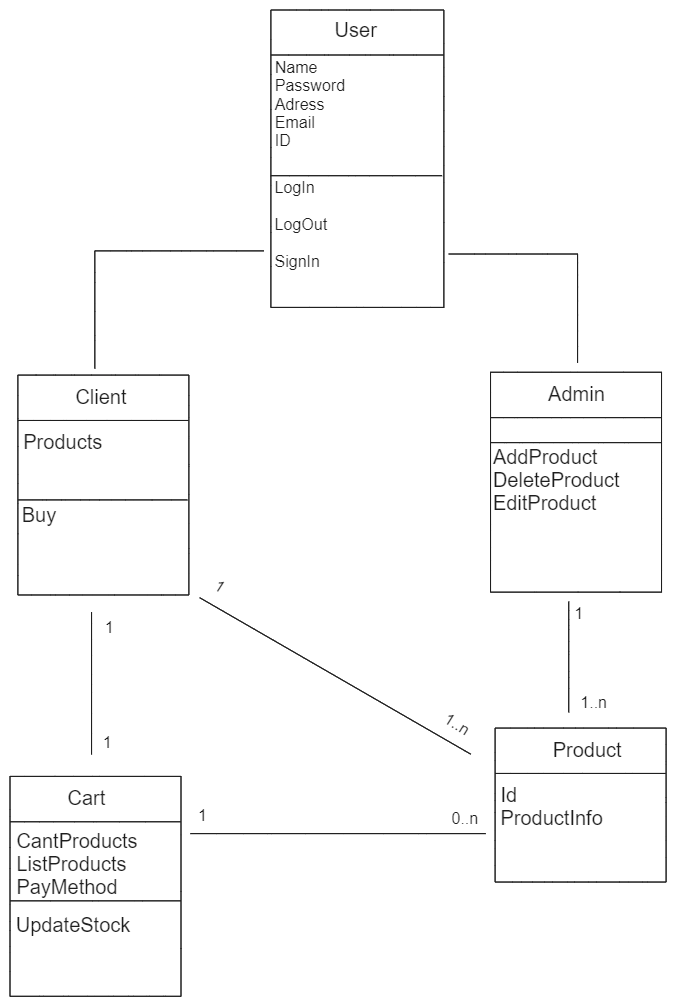 User
Name
Password
Adress
Email
ID
LogIn
LogOut
SignIn
Client
Products
Buy
Admin
AddProduct
DeleteProduct
EditProduct
1
1
1
1..n
1
1..n
Product
Id
ProductInfo
1
0..n
Cart
CantProducts
ListProducts
PayMethod
UpdateStock